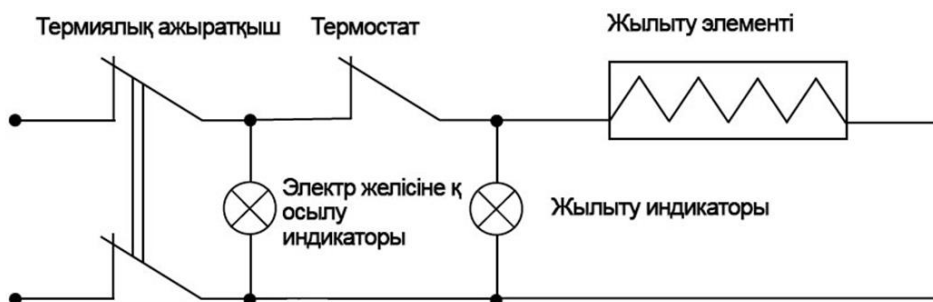 Термиялық ажыратқыш
Термостат
Жылыту элементі
Электр желісіне қ
осылу
индикаторы
Жылыту индикаторы